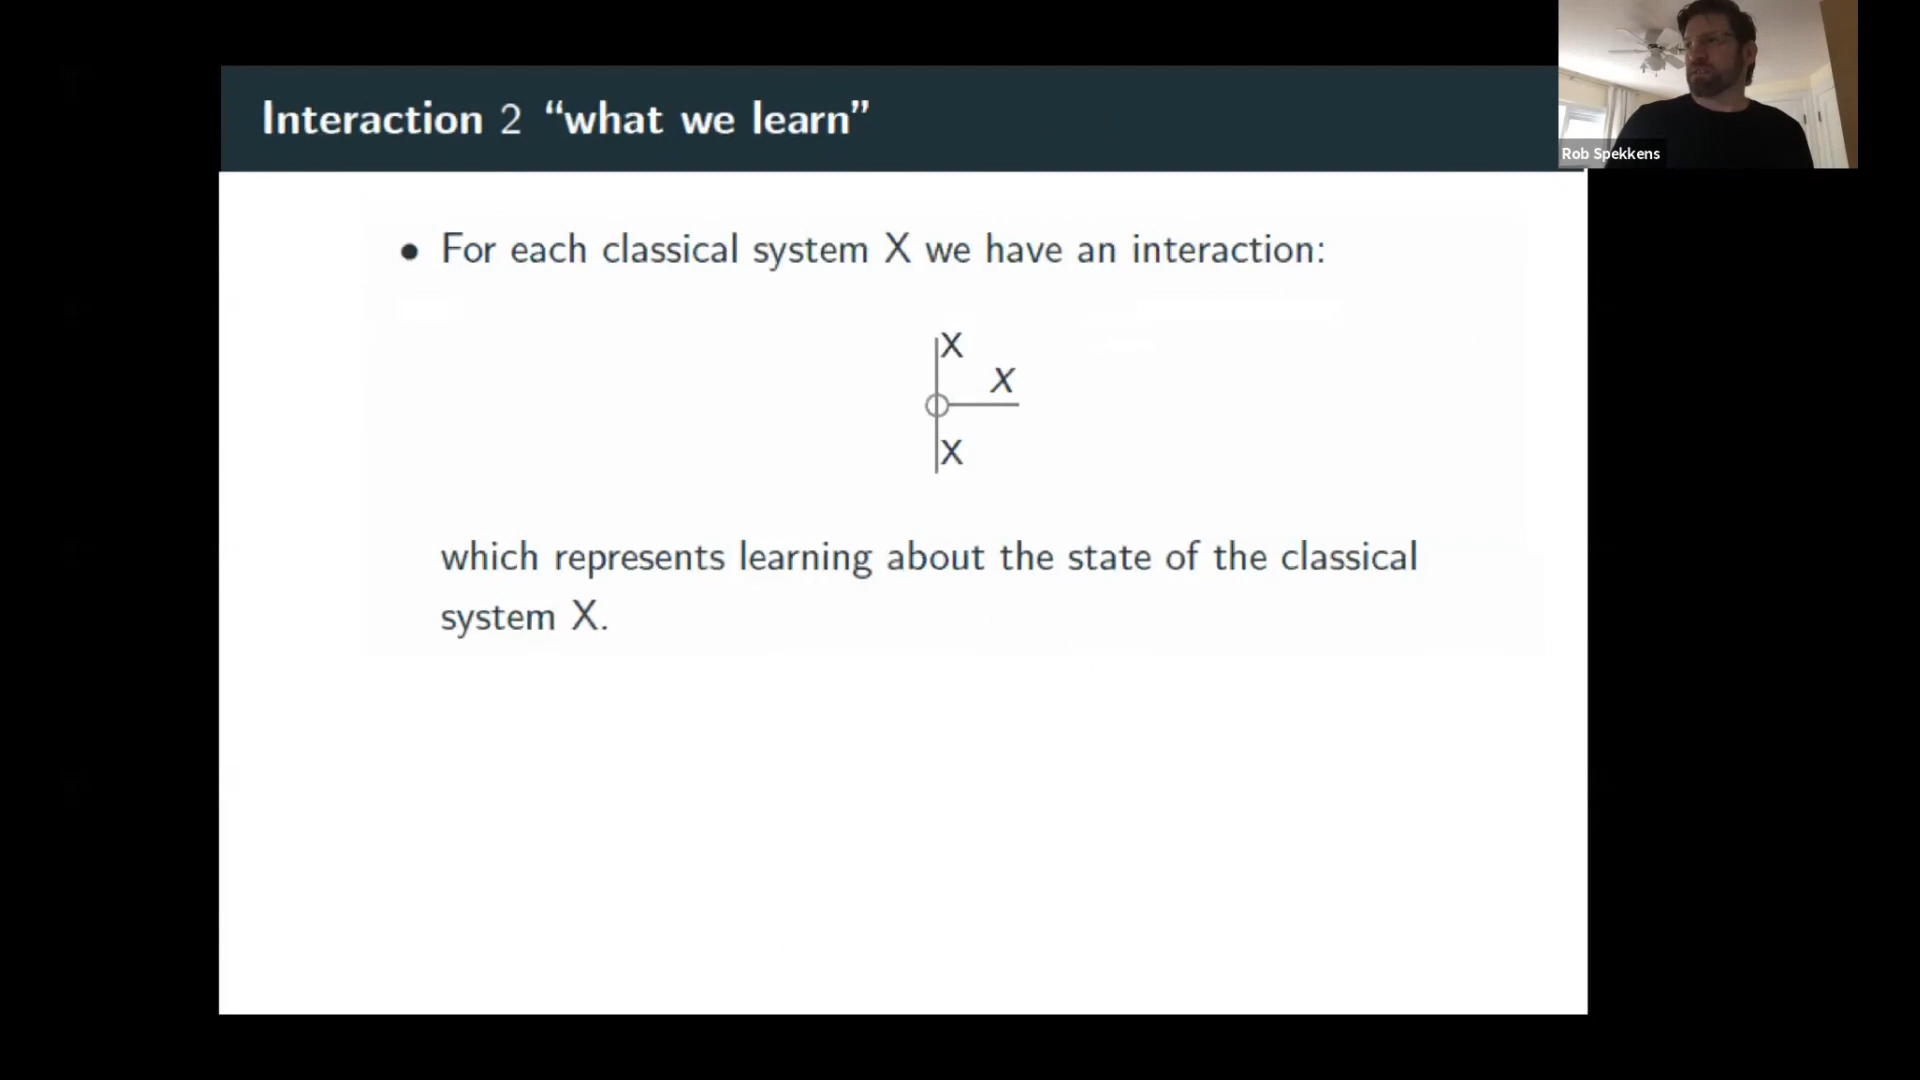 Interaction 2 “what we learn”
Rob Spekkens
• For each classical system X we have an interaction:
X
X
X
which represents learning about the state of the classical
system X.